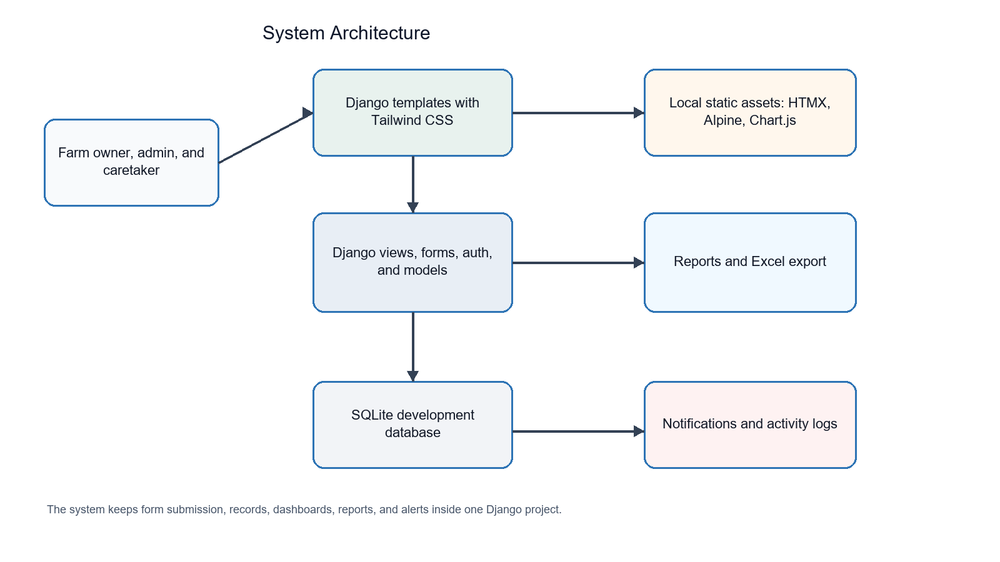 System Architecture
Farm owner, admin, and
caretaker
Django templates with
Tailwind CSS
Local static assets: HTMX,
Alpine, Chart.js
Django views, forms, auth,
and models
Reports and Excel export
SQLite development
database
Notifications and activity logs
The system keeps form submission, records, dashboards, reports, and alerts inside one Django project.